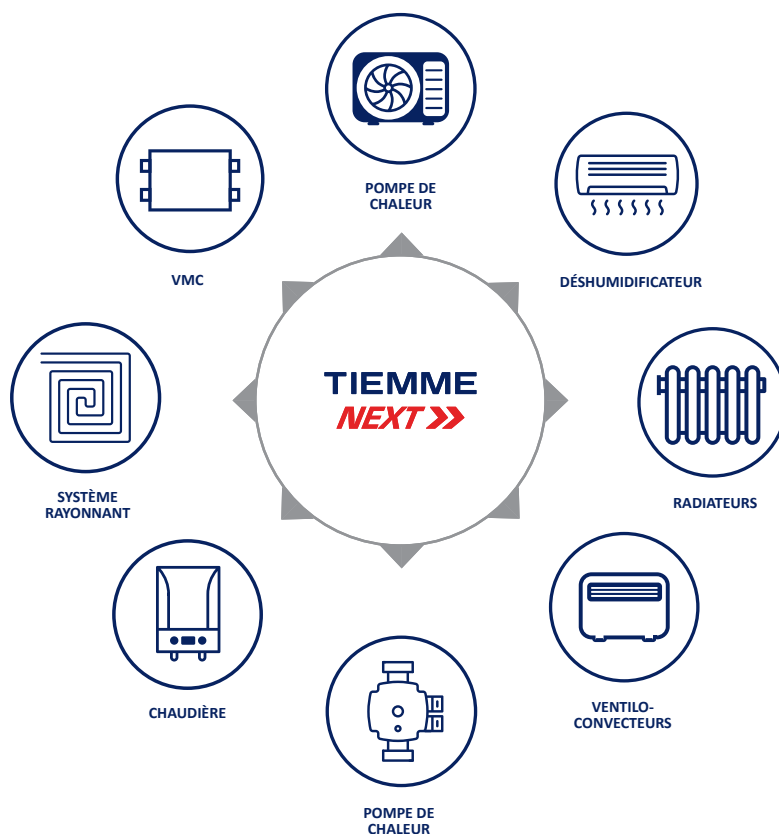 POMPE DE
CHALEUR
VMC
DÉSHUMIDIFICATEUR
TIEMME
NEXT
SYSTÈME
RAYONNANT
RADIATEURS
CHAUDIÈRE
VENTILO-
CONVECTEURS
POMPE DE
CHALEUR